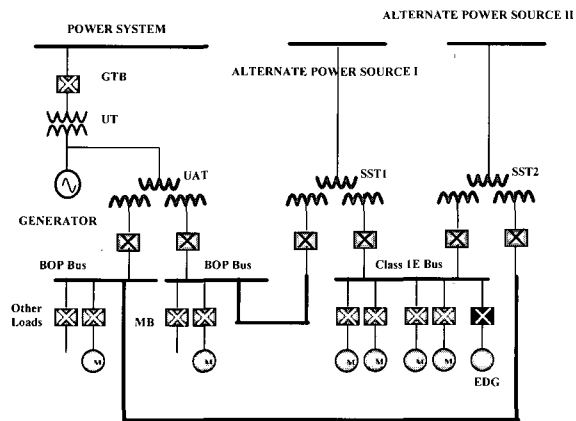 ALTERNATE POWER SOURCE II
POWER SYSTEM
ALTERNATE POWER SOURCE I
GTB
UT
UAT
SST1
SST2
GENERATOR
BOP Bus
BOP Bus
Class 1E Bus
Other
Loads
MB
M
M
M
M
M
M
EDG